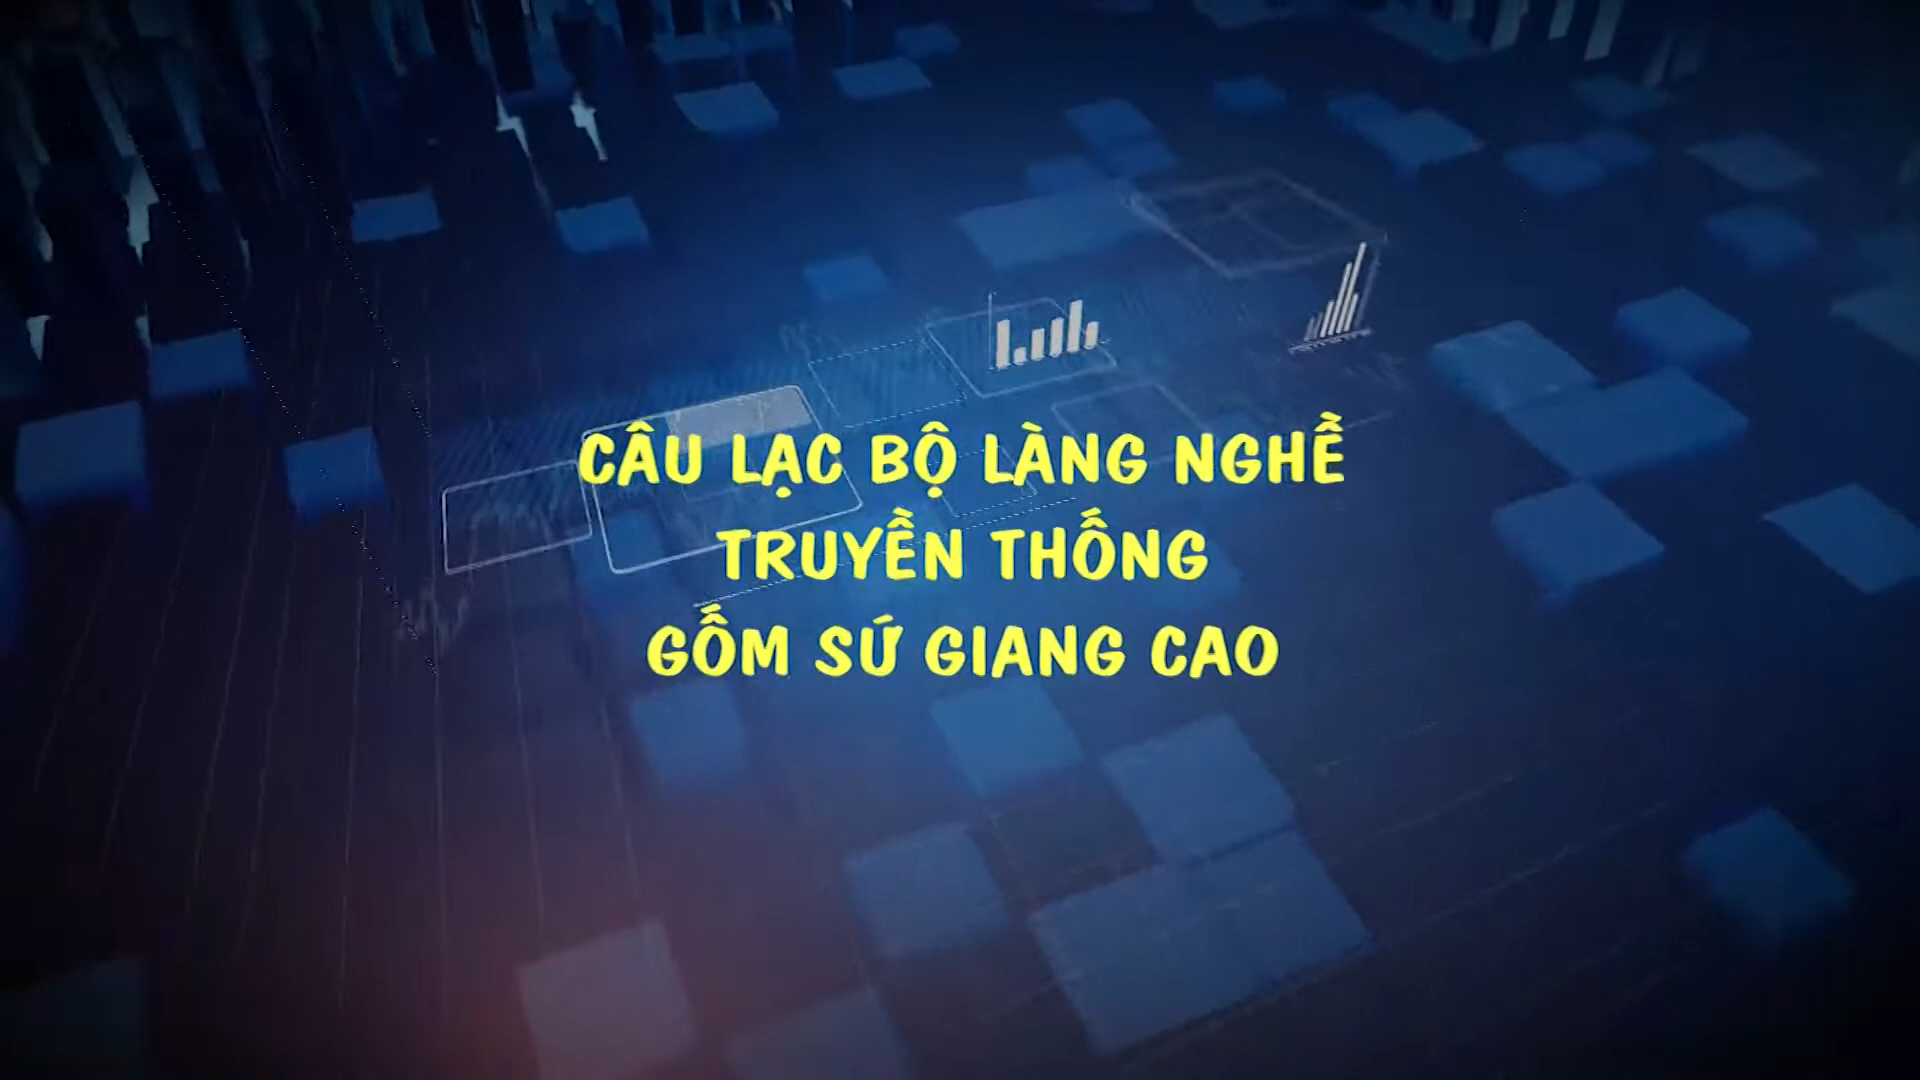 CÂU LẠC BỘ LÀNG NGHỀ
TRUYỀN THỐNG
GỐM SỨ GIANG CAO